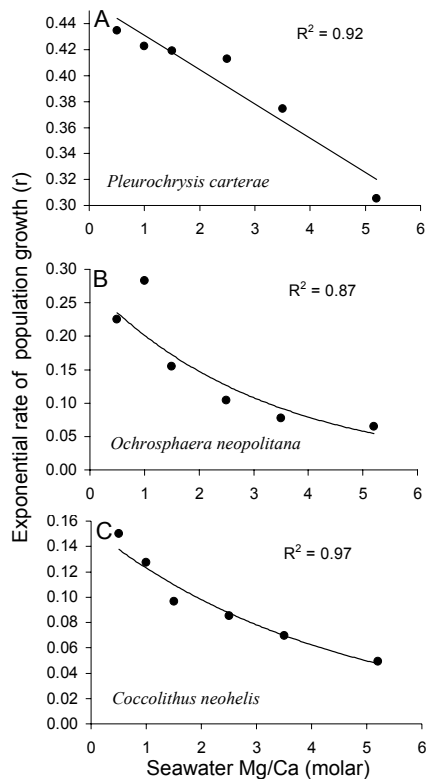 Exponential rate of population growth (r)
A
R² = 0.92
0.44
0.42
0.40
0.38
0.36
0.34
0.32
0.30
Pleurochrysis carterae
0 1 2 3 4 5 6
B
R² = 0.87
0.30
0.25
0.20
0.15
0.10
0.05
0.00
Ochrosphaera neopolitana
0 1 2 3 4 5 6
C
R² = 0.97
0.16
0.14
0.12
0.10
0.08
0.06
0.04
0.02
0.00
Coccolithus neohelis
0 1 2 3 4 5 6
Seawater Mg/Ca (molar)